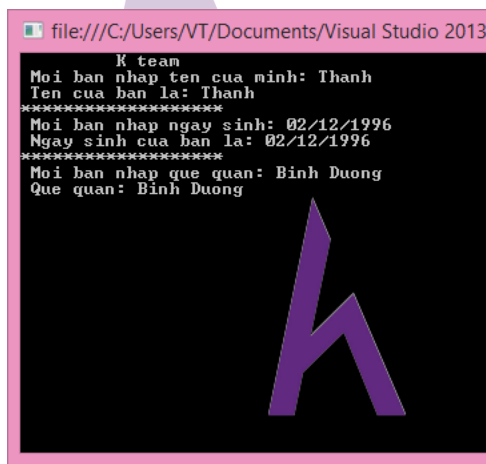 file:///C:/Users/VT/Documents/Visual Studio 2013
K team
Moi ban nhap ten cua minh: Thanh
Ten cua ban la: Thanh
*******************
Moi ban nhap ngay sinh: 02/12/1996
Ngay sinh cua ban la: 02/12/1996
*******************
Moi ban nhap que quan: Binh Duong
Que quan: Binh Duong